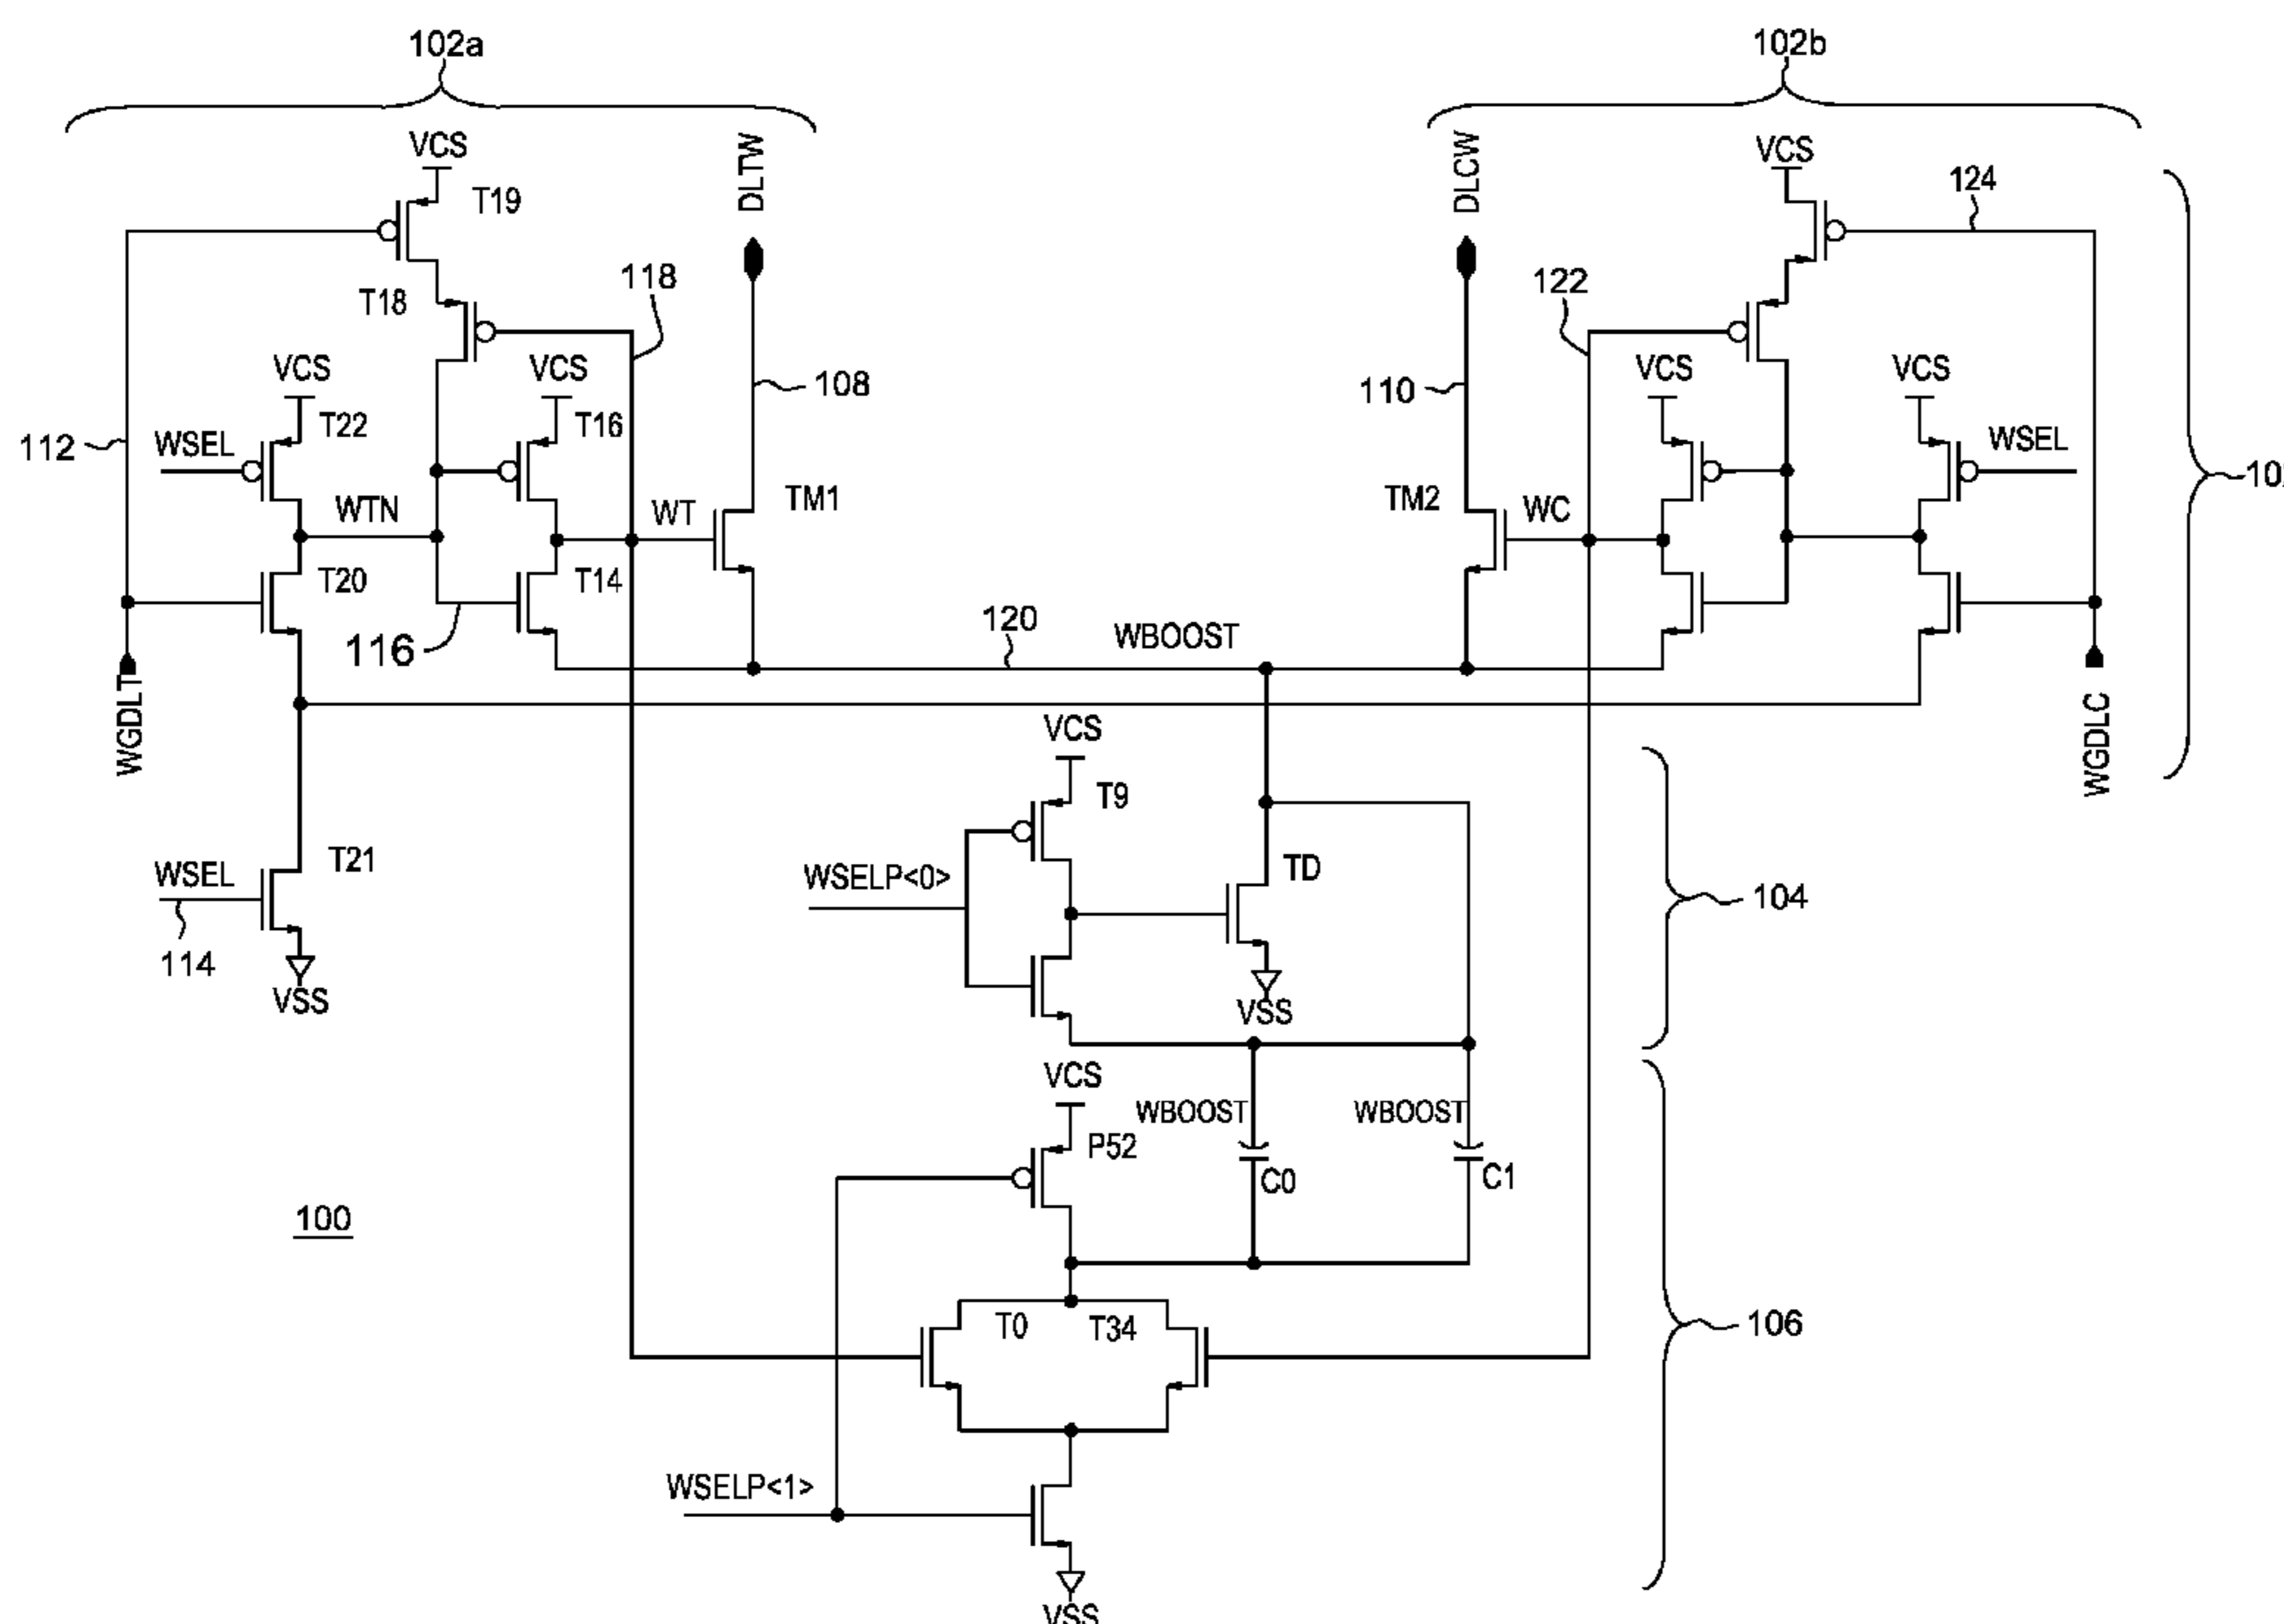 102a
102b
VCS
DLTW
DLCW
VCS
T19
124
T18
118
122
VCS
VCS
108
110
VCS
VCS
112
WSEL
T22
T16
WSEL
WTN
WT
TM1
TM2
WC
T20
T14
116
120
WBOOST
WGDLT
WGDLC
VCS
T9
WSEL
T21
WSELP<0>
TD
104
114
VSS
VSS
VCS
WBOOST
WBOOST
P52
C0
C1
100
T0
T34
106
WSELP<1>
VSS